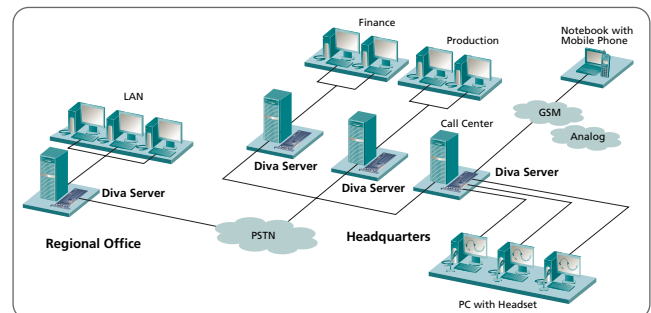 Finance
Production
Notebook with
Mobile Phone
LAN
GSM
Analog
Call Center
Diva Server
Diva Server
Diva Server
Diva Server
Regional Office
PSTN
Headquarters
PC with Headset